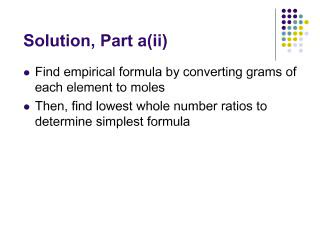 Solution, Part a(ii)
Find empirical formula by converting grams of
each element to moles
Then, find lowest whole number ratios to
determine simplest formula